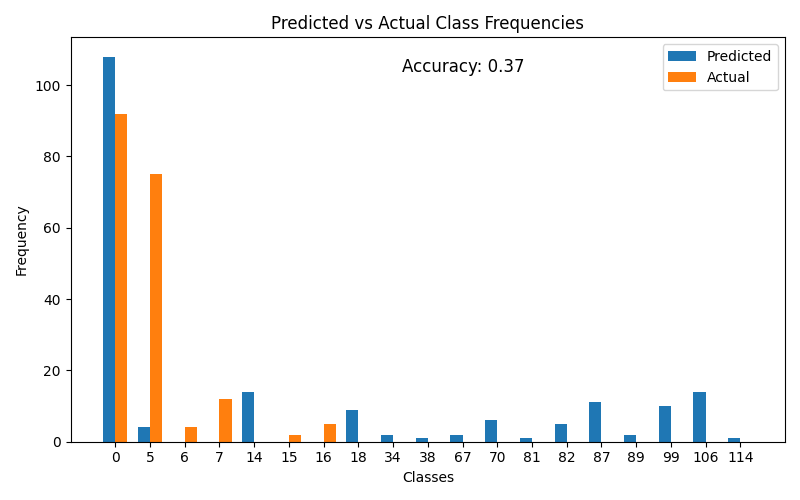 Predicted vs Actual Class Frequencies
Accuracy: 0.37
Predicted
Actual
Frequency
100
80
60
40
20
0
0 5 6 7 14 15 16 18 34 38 67 70 81 82 87 89 99 106 114
Classes